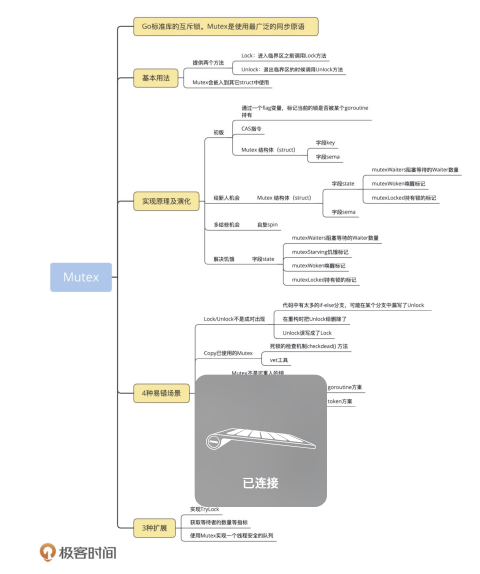 Go标准库的互斥锁。Mutex是使用最广泛的同步原语
Mutex
基本用法
提供两个方法
Lock：进入临界区之前调用Lock方法
Unlock：退出临界区的时候调用Unlock方法
Mutex会嵌入到其它struct中使用
实现原理及演化
初版
通过一个flag变量，标记当前的锁是否被某个goroutine
持有
CAS指令
Mutex 结构体（struct）
字段key
字段sema
给新人机会
Mutex 结构体（struct）
字段state
mutexWaiters阻塞等待的Waiter数量
mutexWoken唤醒标记
mutexLocked持有锁的标记
字段sema
多给些机会
自旋spin
解决饥饿
字段state
mutexWaiters阻塞等待的Waiter数量
mutexStarving饥饿标记
mutexWoken唤醒标记
mutexLocked持有锁的标记
4种易错场景
Lock/Unlock不是成对出现
代码中有太多的if-else分支，可能在某个分支中漏写了Unlock
在重构时把Unlock给删除了
Unlock误写成了Lock
Copy已使用的Mutex
死锁的检查机制(checkdead) 方法
vet工具
Mutex不是可重入的锁
goroutine方案
token方案
已连接
3种扩展
实现TryLock
获取等待者的数量等指标
使用Mutex实现一个线程安全的队列
极客时间